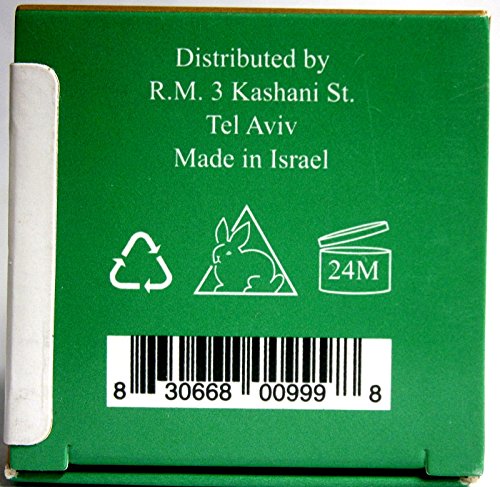 Distributed by
R.M. 3 Kashani St.
Tel Aviv
Made in Israel
24M
8 30668 00999 8